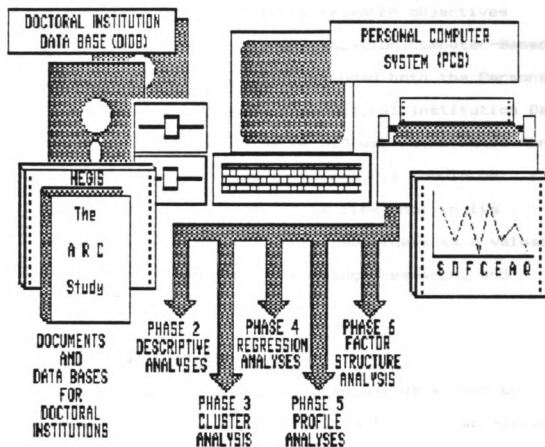 DOCTORAL INSTITUTION
DATA BASE (DIDB)
PERSONAL COMPUTER
SYSTEM (PCS)
HEGIS
The
A R C
Study
S D F C E A Q
PHASE 2
DESCRIPTIVE
ANALYSES
PHASE 4
REGRESSION
ANALYSES
PHASE 6
FACTOR
STRUCTURE
ANALYSIS
DOCUMENTS
AND
DATA BASES
FOR
DOCTORAL
INSTITUTIONS
PHASE 3
CLUSTER
ANALYSIS
PHASE 5
PROFILE
ANALYSES